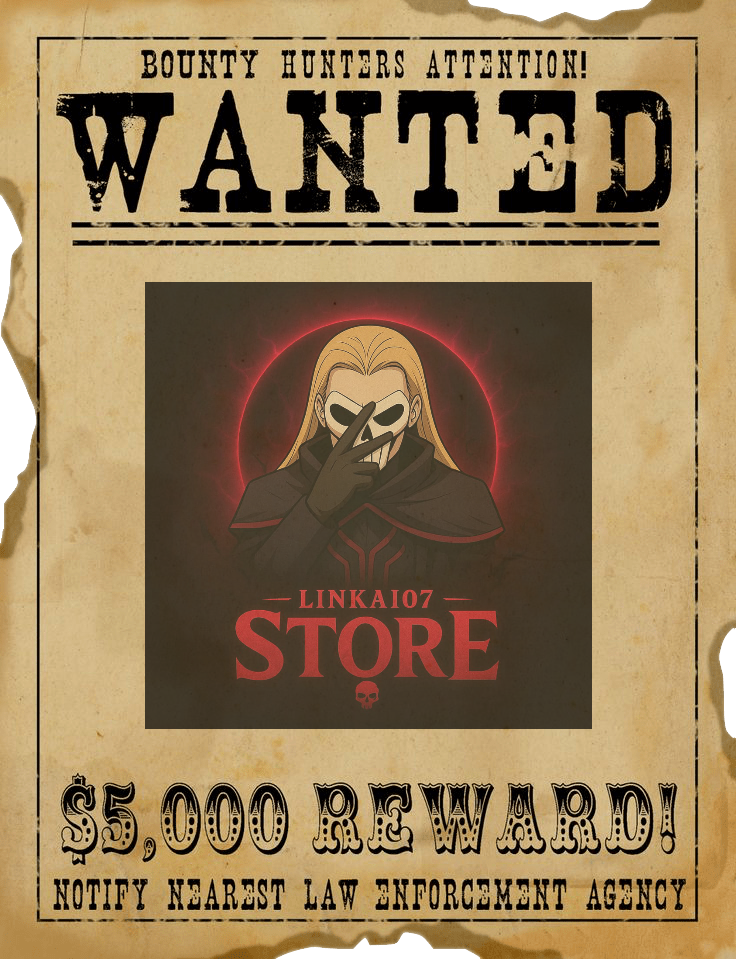 BOUNTY HUNTERS ATTENTION!
WANTED
LINKAI07
STORE
$5,000 REWARD!
NOTIFY NEAREST LAW ENFORCEMENT AGENCY